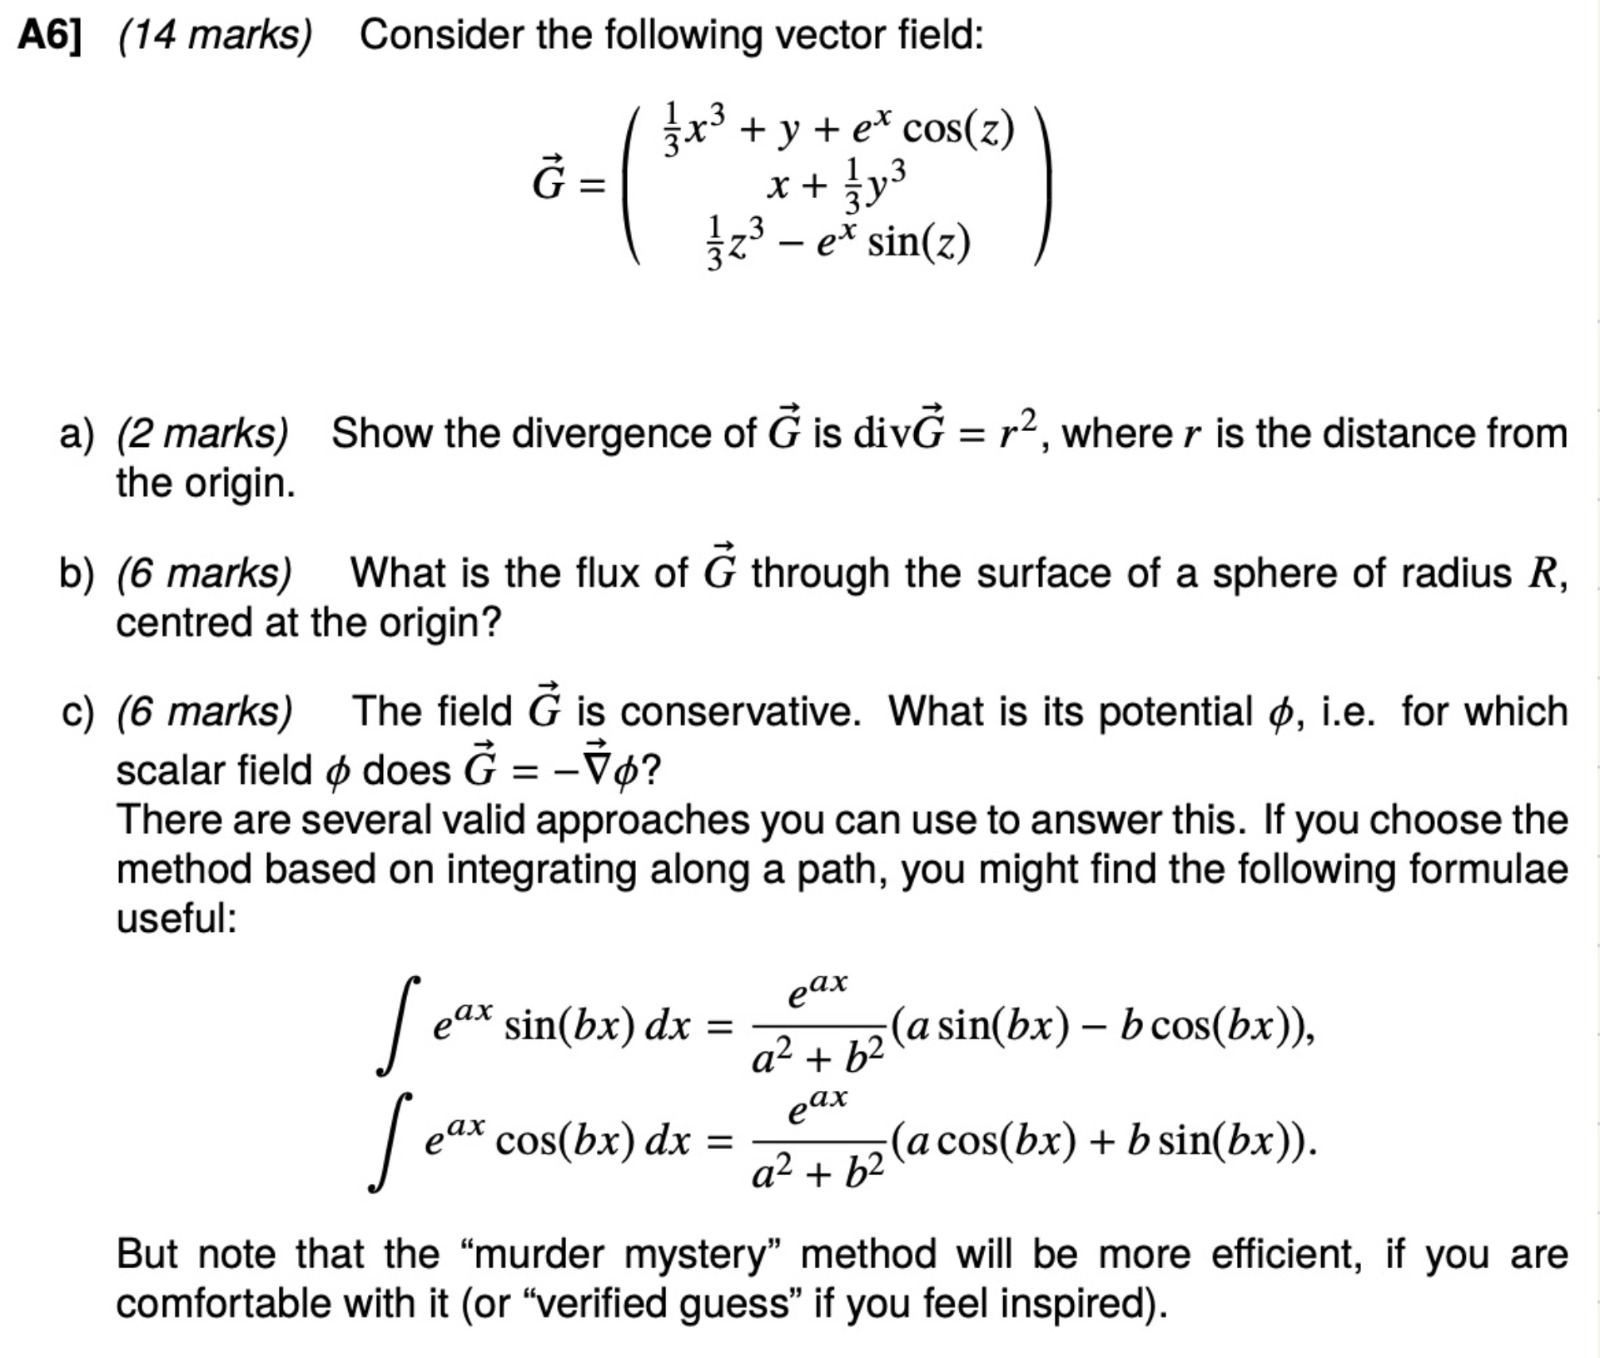 A6] (14 marks) Consider the following vector field:
$\vec{G} = \begin{pmatrix} \frac{1}{3}x^3 + y + e^x \cos(z) \\ x + \frac{1}{3}y^3 \\ \frac{1}{3}z^3 - e^x \sin(z) \end{pmatrix}$
a) (2 marks) Show the divergence of $\vec{G}$ is $\text{div}\vec{G} = r^2$, where $r$ is the distance from
the origin.
b) (6 marks) What is the flux of $\vec{G}$ through the surface of a sphere of radius $R$,
centred at the origin?
c) (6 marks) The field $\vec{G}$ is conservative. What is its potential $\phi$, i.e. for which
scalar field $\phi$ does $\vec{G} = -\vec{\nabla}\phi$?
There are several valid approaches you can use to answer this. If you choose the
method based on integrating along a path, you might find the following formulae
useful:
$\int e^{ax} \sin(bx)\, dx = \frac{e^{ax}}{a^2 + b^2}(a \sin(bx) - b \cos(bx)),$
$\int e^{ax} \cos(bx)\, dx = \frac{e^{ax}}{a^2 + b^2}(a \cos(bx) + b \sin(bx)).$
But note that the “murder mystery” method will be more efficient, if you are
comfortable with it (or “verified guess” if you feel inspired).